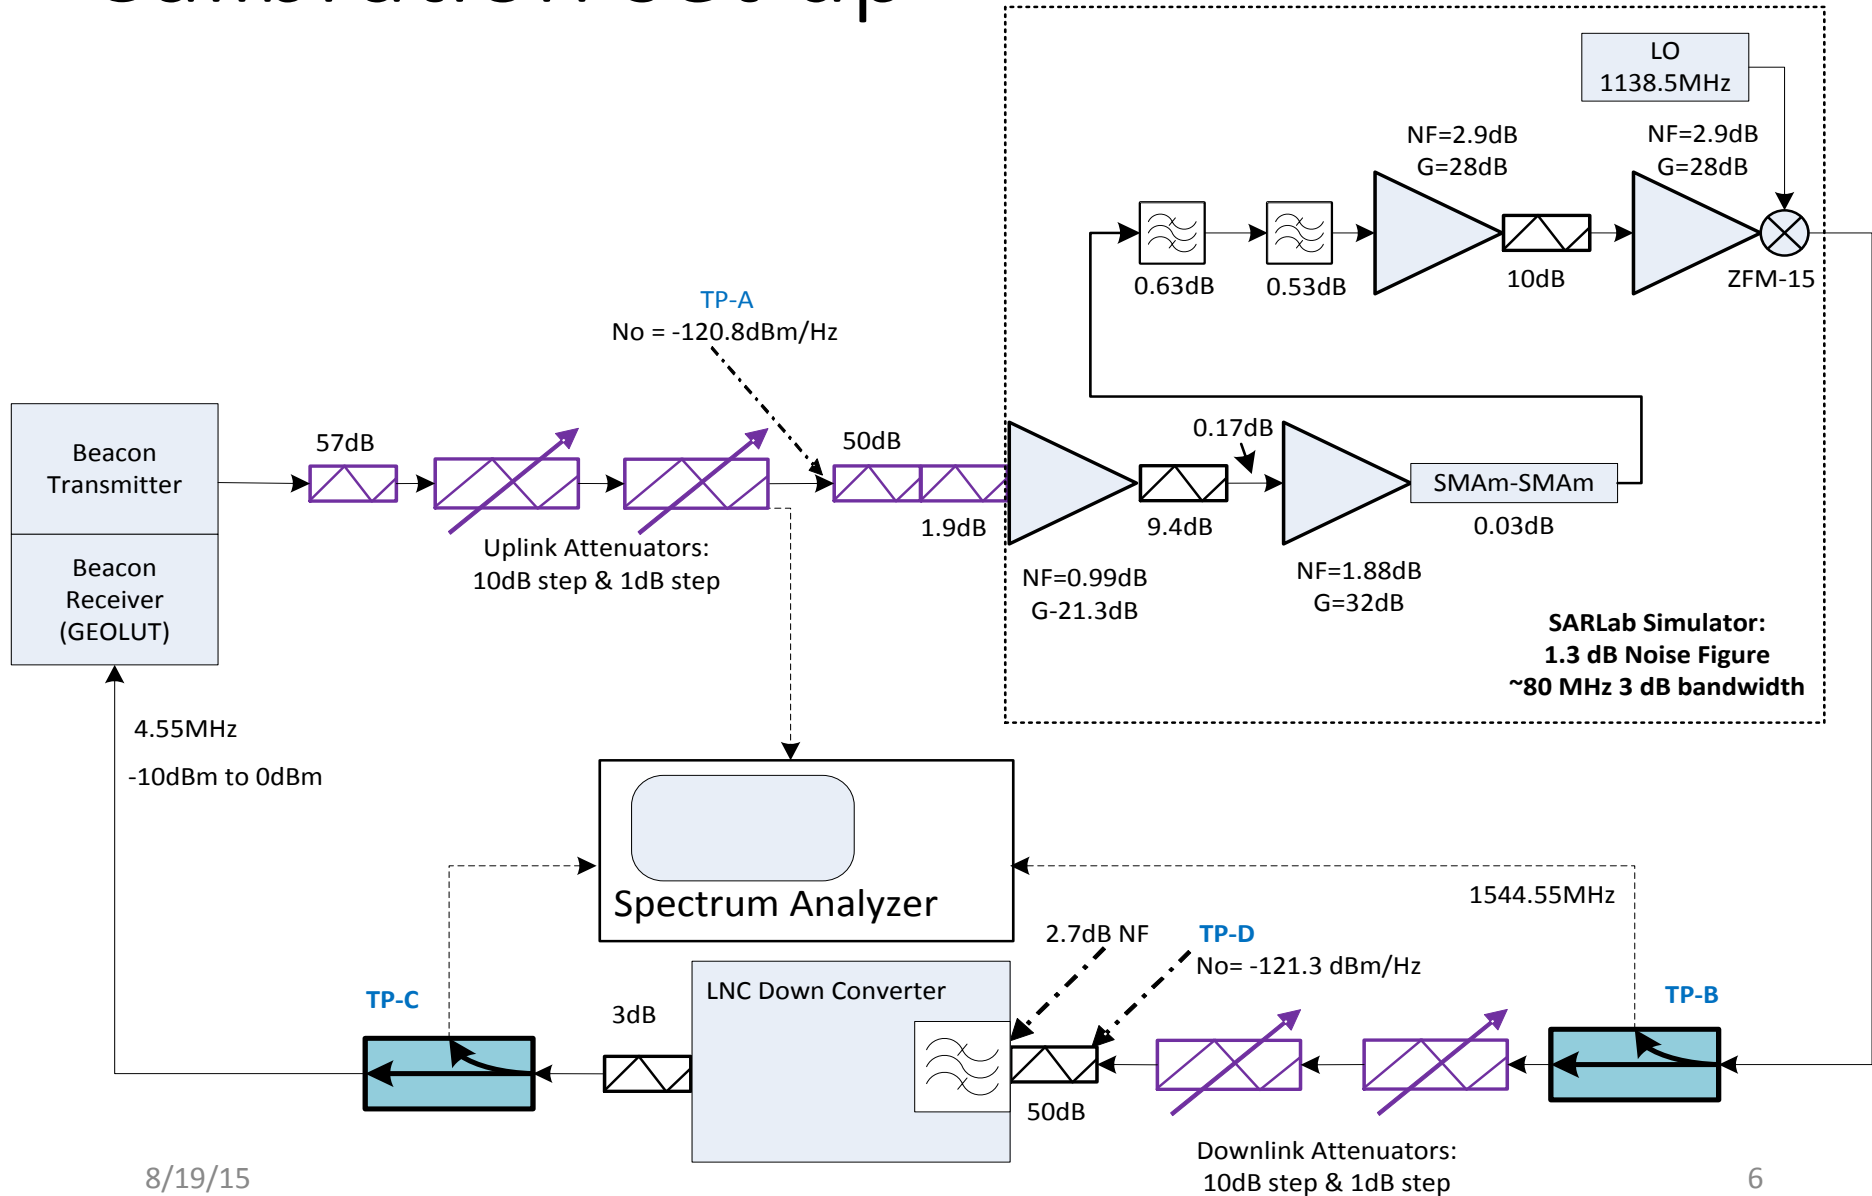 LO
1138.5MHz
NF=2.9dB
G=28dB
NF=2.9dB
G=28dB
0.63dB
0.53dB
10dB
ZFM-15
TP-A
No = -120.8dBm/Hz
Beacon
Transmitter
57dB
50dB
0.17dB
SMAm-SMAm
1.9dB
9.4dB
0.03dB
Uplink Attenuators:
10dB step & 1dB step
Beacon
Receiver
(GEOLUT)
NF=0.99dB
G-21.3dB
NF=1.88dB
G=32dB
SARLab Simulator:
1.3 dB Noise Figure
~80 MHz 3 dB bandwidth
4.55MHz
-10dBm to 0dBm
Spectrum Analyzer
1544.55MHz
2.7dB NF
TP-D
No= -121.3 dBm/Hz
TP-C
3dB
LNC Down Converter
TP-B
50dB
Downlink Attenuators:
10dB step & 1dB step
8/19/15
6